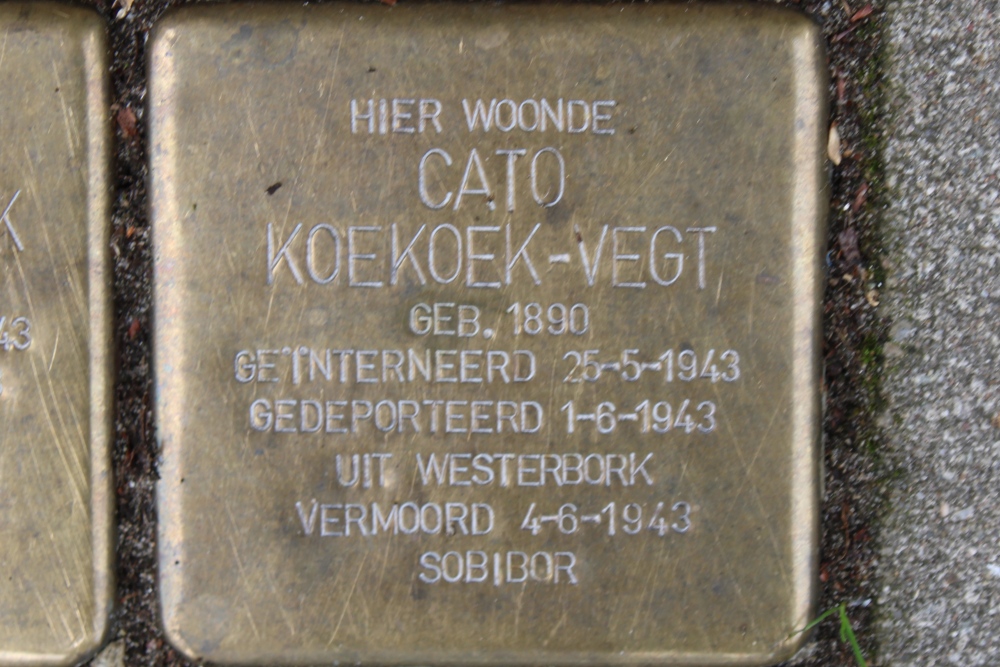 HIER WOONDE
CATO
KOEKOEK-VEGT
GEB. 1890
GEÏNTERNEERD 25-5-1943
GEDEPORTEERD 1-6-1943
UIT WESTERBORK
VERMOORD 4-6-1943
SOBIBOR
K
43